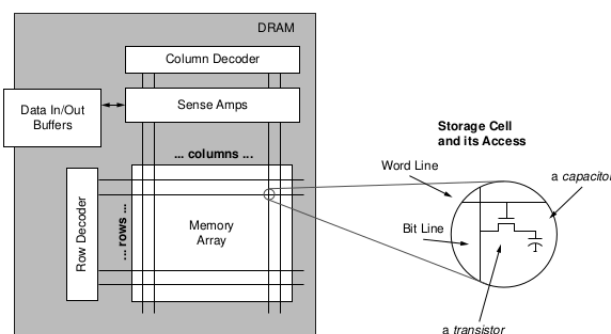 DRAM
Column Decoder
Sense Amps
Data In/Out
Buffers
... columns ...
Row Decoder
... rows ...
Memory
Array
Storage Cell
and its Access
Word Line
a capacitor
Bit Line
a transistor